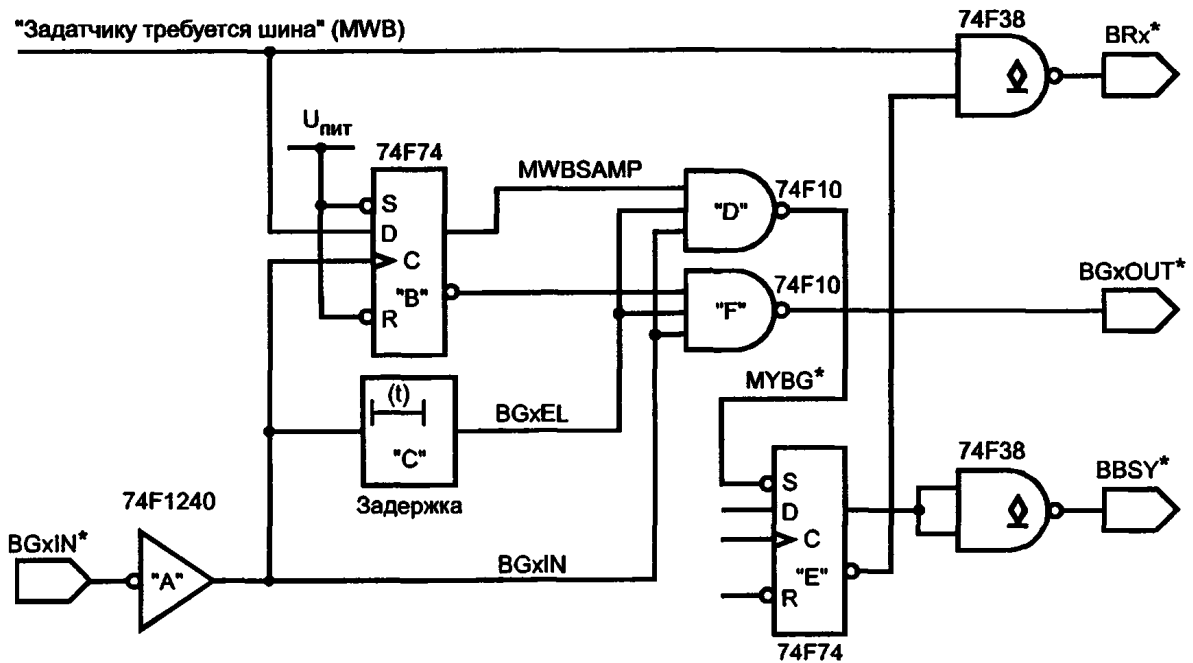 "Задатчику требуется шина" (MWB)
74F38
BRx*
Uпит
74F74
MWBSAMP
S
D
C
"B"
R
"D"
74F10
74F10
"F"
BGxOUT*
(t)
"C"
Задержка
BGxEL
MYBG*
74F1240
BGxIN*
"A"
BGxIN
S
D
C
"E"
R
74F74
74F38
BBSY*